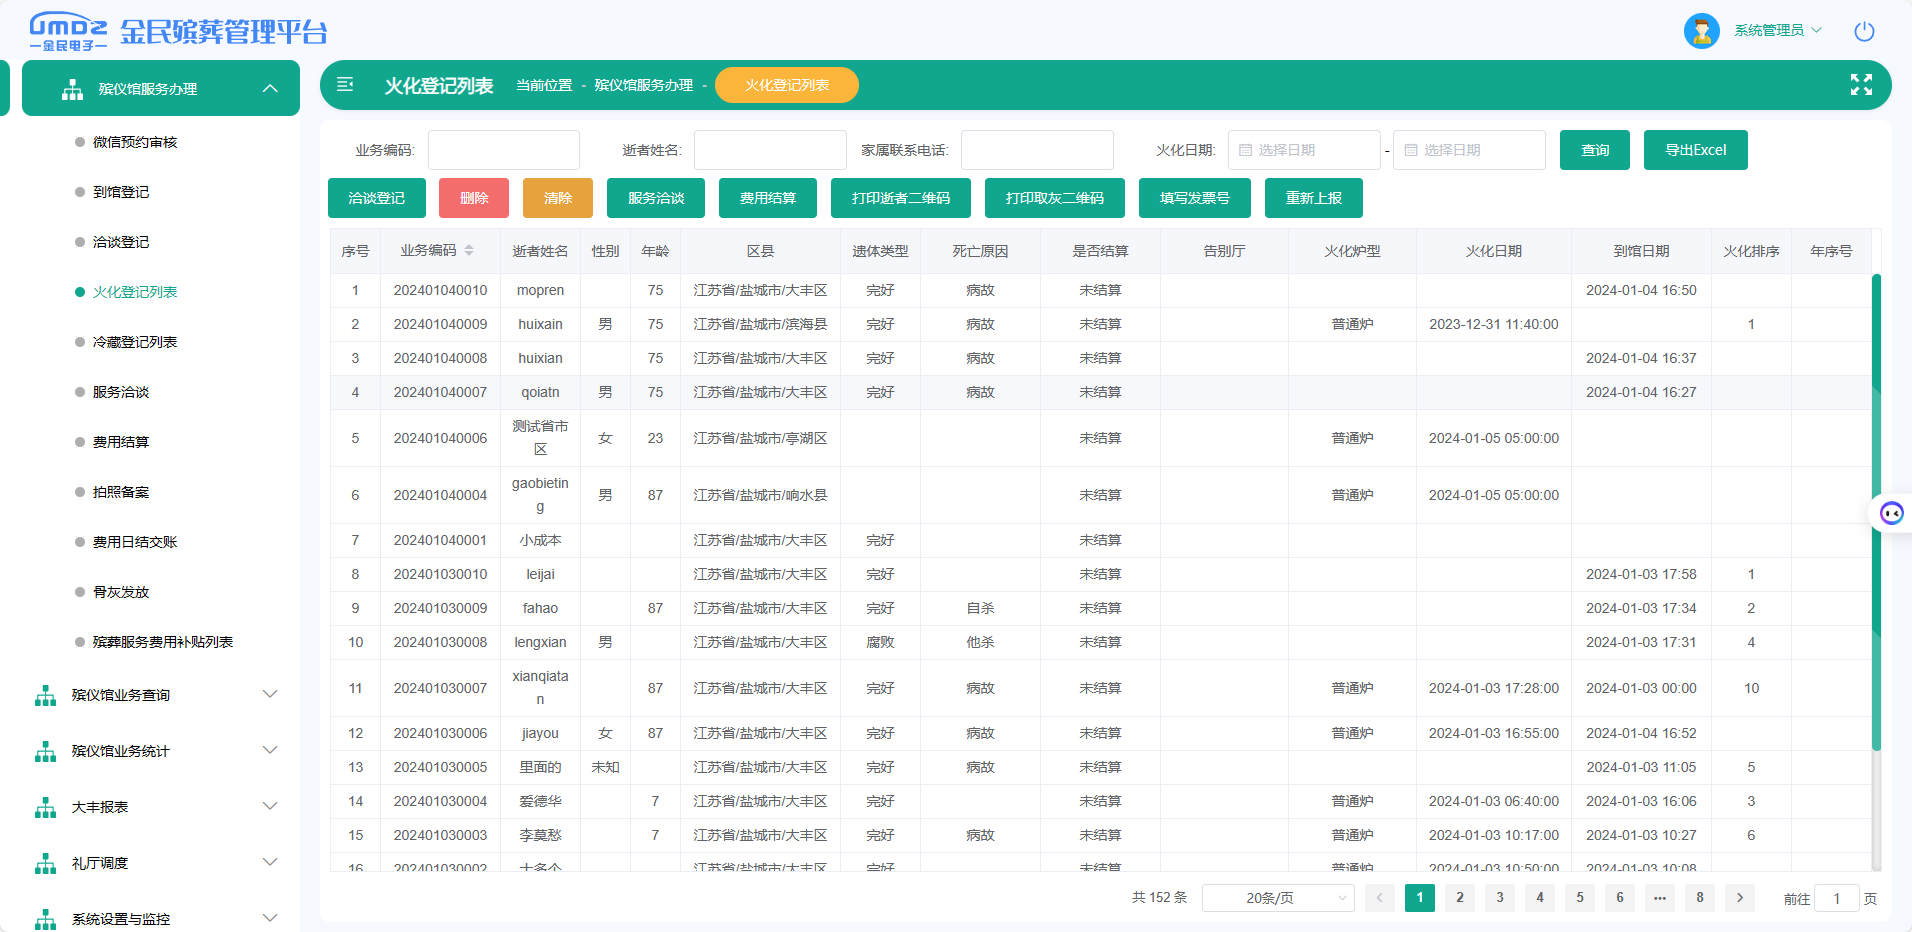 JMDZ
金民电子
金民殡葬管理平台
系统管理员
殡仪馆服务办理
微信预约审核
到馆登记
洽谈登记
火化登记列表
冷藏登记列表
服务洽谈
费用结算
拍照备案
费用日结交账
骨灰发放
殡葬服务费用补贴列表
殡仪馆业务查询
殡仪馆业务统计
大丰报表
礼厅调度
系统设置与监控
火化登记列表 当前位置 - 殡仪馆服务办理 - 火化登记列表
业务编码: 逝者姓名: 家属联系电话: 火化日期: 选择日期 - 选择日期 查询 导出Excel
洽谈登记 删除 清除 服务洽谈 费用结算 打印逝者二维码 打印取灰二维码 填写发票号 重新上报
序号 业务编码 逝者姓名 性别 年龄 区县 遗体类型 死亡原因 是否结算 告别厅 火化炉型 火化日期 到馆日期 火化排序 年序号
1 202401040010 mopren 75 江苏省/盐城市/大丰区 完好 病故 未结算 2024-01-04 16:50
2 202401040009 huixain 男 75 江苏省/盐城市/滨海县 完好 病故 未结算 普通炉 2023-12-31 11:40:00 1
3 202401040008 huixian 75 江苏省/盐城市/大丰区 完好 病故 未结算 2024-01-04 16:37
4 202401040007 qoiatn 男 75 江苏省/盐城市/大丰区 完好 病故 未结算 2024-01-04 16:27
5 202401040006 测试省市区 女 23 江苏省/盐城市/亭湖区 未结算 普通炉 2024-01-05 05:00:00
6 202401040004 gaobieting 男 87 江苏省/盐城市/响水县 未结算 普通炉 2024-01-05 05:00:00
7 202401040001 小成本 江苏省/盐城市/大丰区 完好 未结算
8 202401030010 leijai 江苏省/盐城市/大丰区 完好 未结算 2024-01-03 17:58 1
9 202401030009 fahao 87 江苏省/盐城市/大丰区 完好 自杀 未结算 2024-01-03 17:34 2
10 202401030008 lengxian 男 江苏省/盐城市/大丰区 腐败 他杀 未结算 2024-01-03 17:31 4
11 202401030007 xianqiatan 87 江苏省/盐城市/大丰区 完好 病故 未结算 普通炉 2024-01-03 17:28:00 2024-01-03 00:00 10
12 202401030006 jiayou 女 87 江苏省/盐城市/大丰区 完好 病故 未结算 普通炉 2024-01-03 16:55:00 2024-01-04 16:52
13 202401030005 里面的 未知 江苏省/盐城市/大丰区 完好 病故 未结算 2024-01-03 11:05 5
14 202401030004 爱德华 7 江苏省/盐城市/大丰区 完好 未结算 普通炉 2024-01-03 06:40:00 2024-01-03 16:06 3
15 202401030003 李莫愁 7 江苏省/盐城市/大丰区 完好 病故 未结算 普通炉 2024-01-03 10:17:00 2024-01-03 10:27 6
16 202401030002 江苏省/盐城市/大丰区 完好 未结算 普通炉 2024-01-03 10:50:00 2024-01-03 10:08
共 152 条 20条/页 1 2 3 4 5 6 ••• 8 前往 1 页